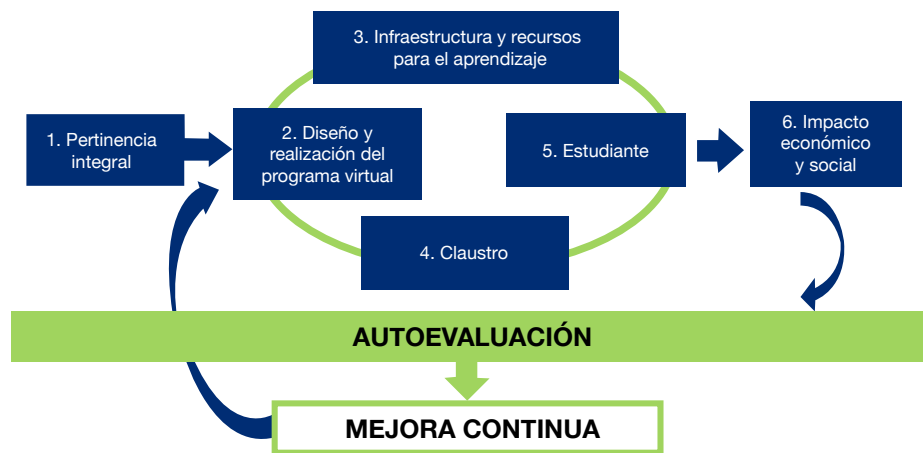 3. Infraestructura y recursos
para el aprendizaje
1. Pertinencia
integral
2. Diseño y
realización del
programa virtual
5. Estudiante
6. Impacto
económico
y social
4. Claustro
AUTOEVALUACIÓN
MEJORA CONTINUA